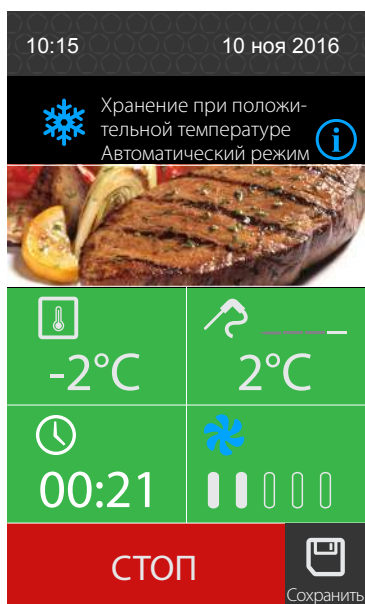 10:15 10 ноя 2016
Хранение при положи-
тельной температуре
Автоматический режим
i
-2°C 2°C
00:21
СТОП
Сохранить